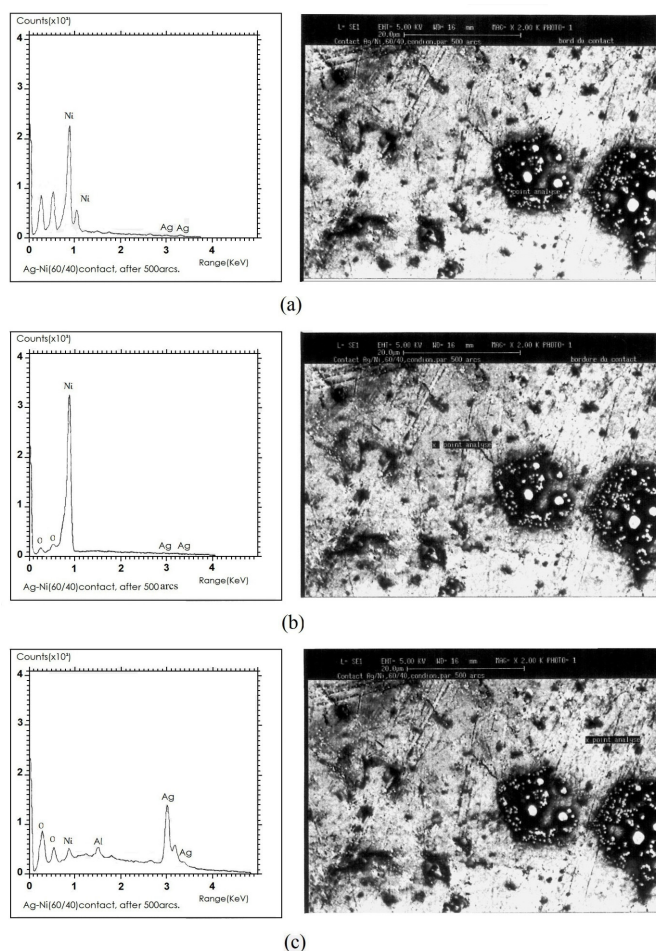 Counts(x10³)
4
3
2
1
0
Ni
Ni
Ag Ag
0 1 2 3 4
Range(KeV)
Ag-Ni(60/40)contact, after 500arcs.
L= SE1 EHT= 5.00 KV WD= 16 mm MAG= X 2.00 K PHOTO= 1
20.0µm
Contact Ag/Ni,60/40,condion.par 500 arcs bord du contact
point analyse
(a)
Counts(x10³)
4
3
2
1
0
Ni
O O
Ag Ag
0 1 2 3 4
Range(KeV)
Ag-Ni(60/40)contact, after 500arcs
L= SE1 EHT= 5.00 KV WD= 16 mm MAG= X 2.00 K PHOTO= 1
20.0µm
Contact Ag/Ni,60/40,condion.par 500 arcs bordure du contact
x point analyse
(b)
Counts(x10³)
4
3
2
1
0
O O Ni Al Ag
Ag
0 1 2 3 4
Range(KeV)
Ag-Ni(60/40)contact, after 500arcs.
L= SE1 EHT= 5.00 KV WD= 16 mm MAG= X 2.00 K PHOTO= 1
20.0µm
Contact Ag/Ni,60/40,condion.par 500 arcs
x point analyse
(c)